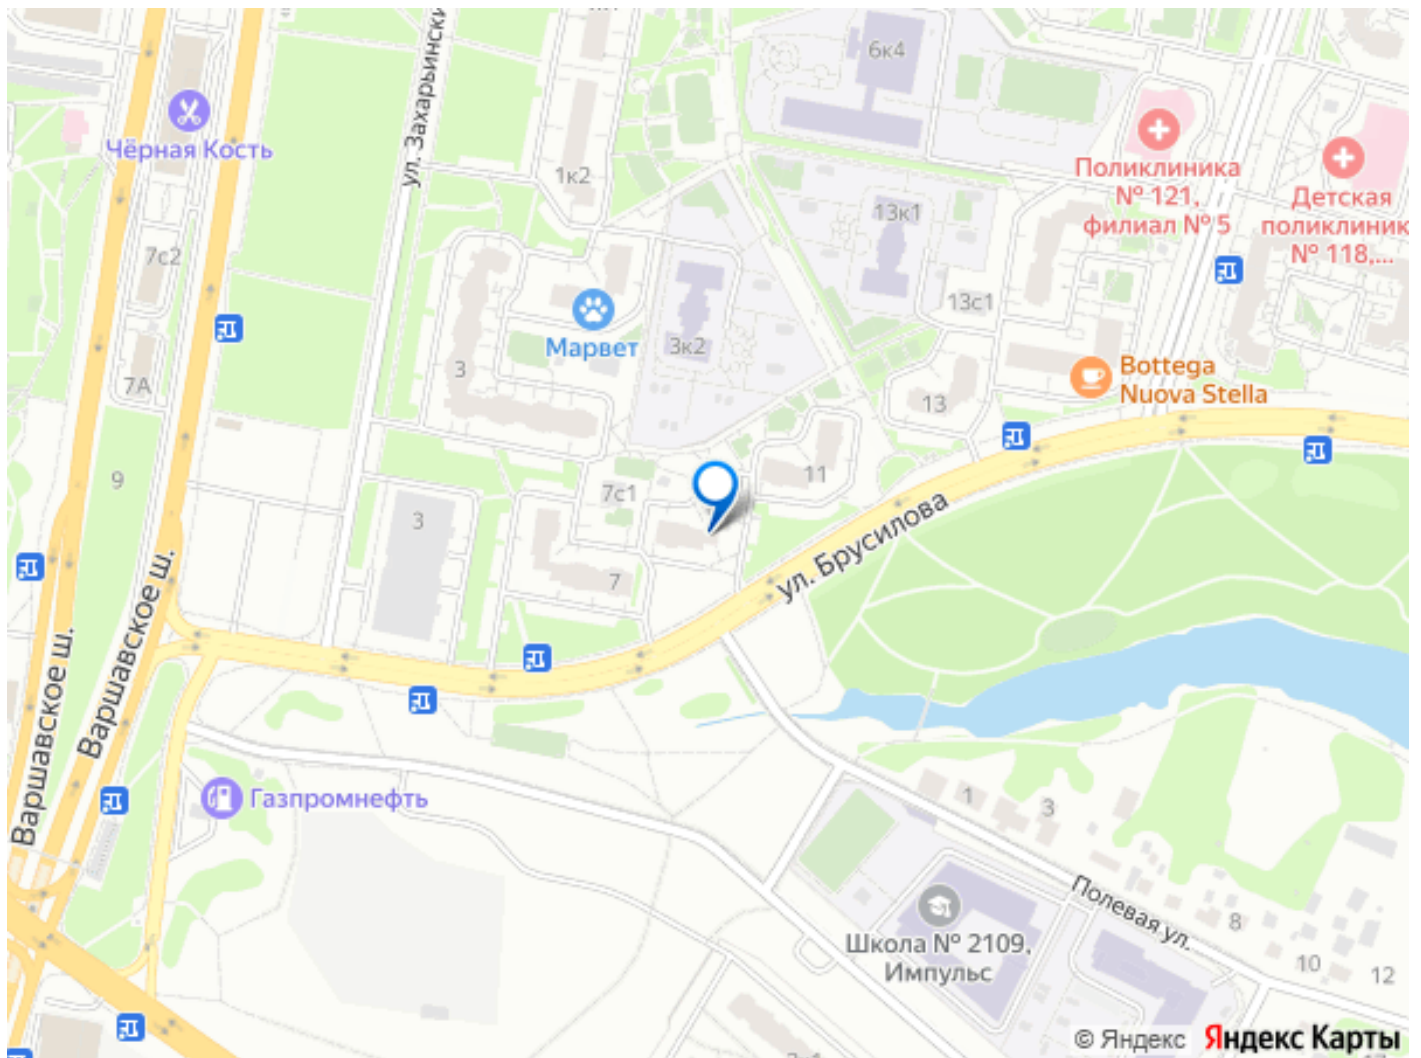 6к4
ул. Захарьински
Чёрная Кость
1к2
Поликлиника
№ 121,
филиал № 5
Детская
поликлиник
№ 118,...
13к1
7с2
13с1
Марвет
3к2
3
7А
Bottega
Nuova Stella
13
9
11
7с1
3
7
ул. Брусилова
Варшавское ш.
Варшавское ш.
Газпромнефть
1
3
Полевая ул.
8
Школа № 2109,
Импульс
10
12
© Яндекс Яндекс Карты